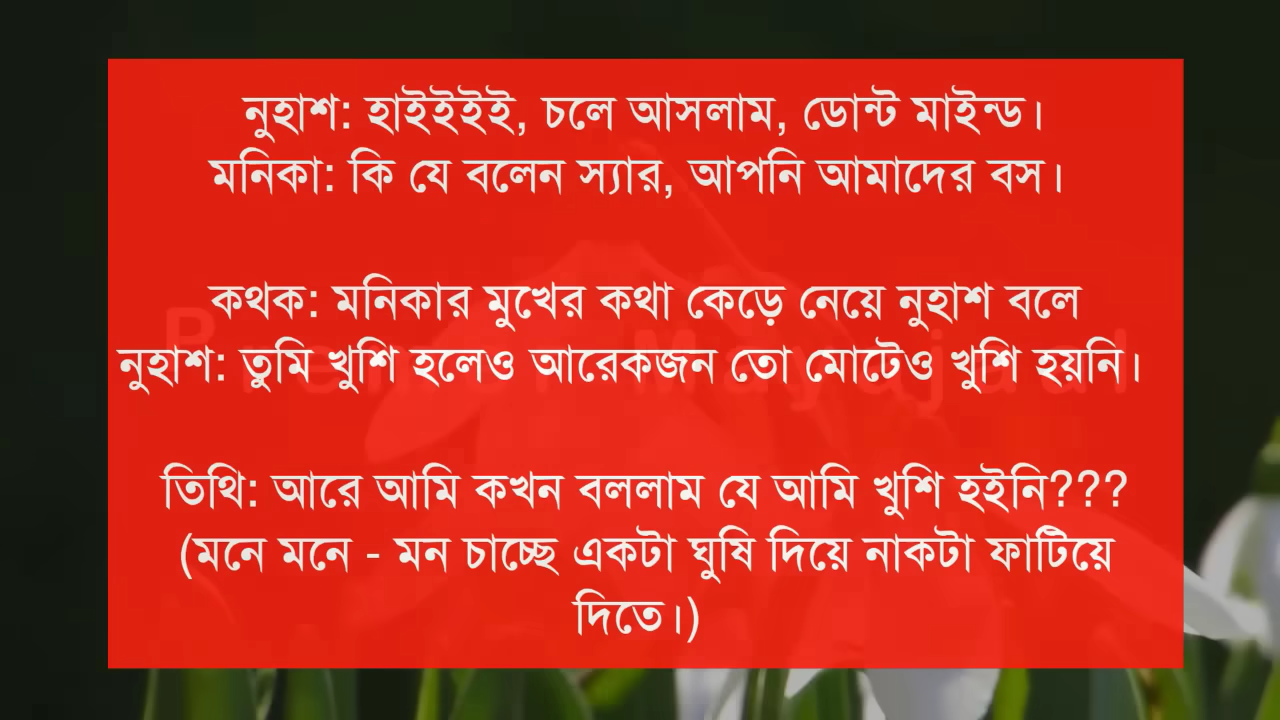 নুহাশ: হাইইইই, চলে আসলাম, ডোন্ট মাইন্ড।
মনিকা: কি যে বলেন স্যার, আপনি আমাদের বস।
কথক: মনিকার মুখের কথা কেড়ে নেয়ে নুহাশ বলে
নুহাশ: তুমি খুশি হলেও আরেকজন তো মোটেও খুশি হয়নি।
তিথি: আরে আমি কখন বললাম যে আমি খুশি হইনি???
(মনে মনে - মন চাচ্ছে একটা ঘুষি দিয়ে নাকটা ফাটিয়ে
দিতে।)